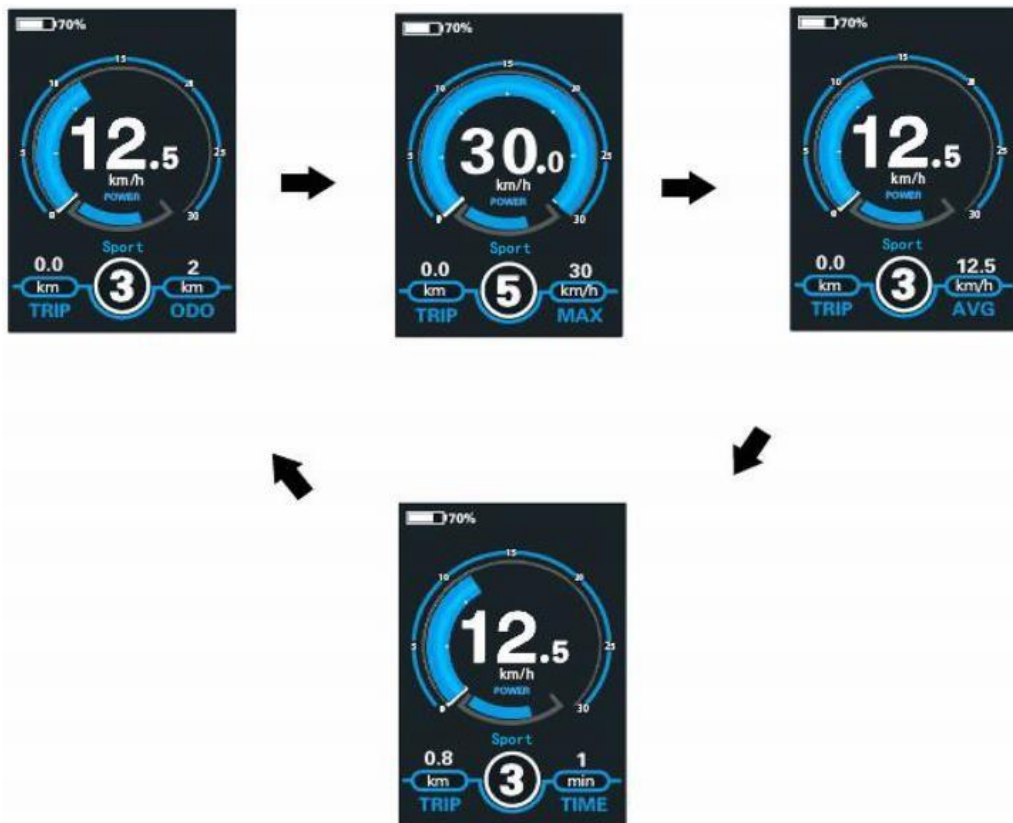 70%
15
10 20
12.5
5 25
km/h
POWER
0 30
Sport
0.0 3 2
km km
TRIP ODO
70%
15
10 20
30.0
5 25
km/h
POWER
0 30
Sport
0.0 5 30
km km/h
TRIP MAX
70%
15
10 20
12.5
5 25
km/h
POWER
0 30
Sport
0.0 3 12.5
km km/h
TRIP AVG
70%
15
10 20
12.5
5 25
km/h
POWER
0 30
Sport
0.8 3 1
km min
TRIP TIME